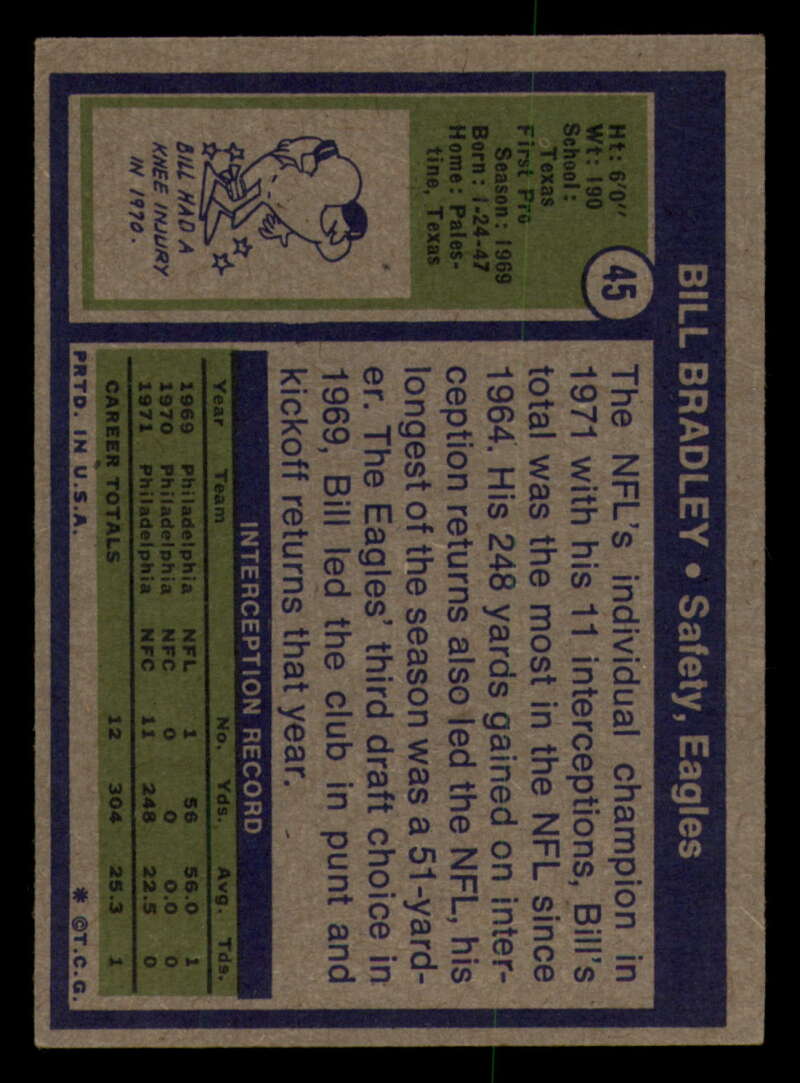 BILL BRADLEY • Safety, Eagles
45
Ht: 6'0"
Wt: 190
School:
Texas
First Pro
Season: 1969
Born: 1-24-47
Home: Pales-
tine, Texas
BILL HAD A
KNEE INJURY
IN 1970.
The NFL's individual champion in
1971 with his 11 interceptions, Bill's
total was the most in the NFL since
1964. His 248 yards gained on inter-
ception returns also led the NFL, his
longest of the season was a 51-yard-
er. The Eagles' third draft choice in
1969, Bill led the club in punt and
kickoff returns that year.
INTERCEPTION RECORD
Year Team No. Yds. Avg. Tds.
1969 Philadelphia NFL 1 56 56.0 1
1970 Philadelphia NFC 0 0 0.0 0
1971 Philadelphia NFC 11 248 22.5 0
CAREER TOTALS 12 304 25.3 1
PRTD. IN U.S.A. * ©T.C.G.